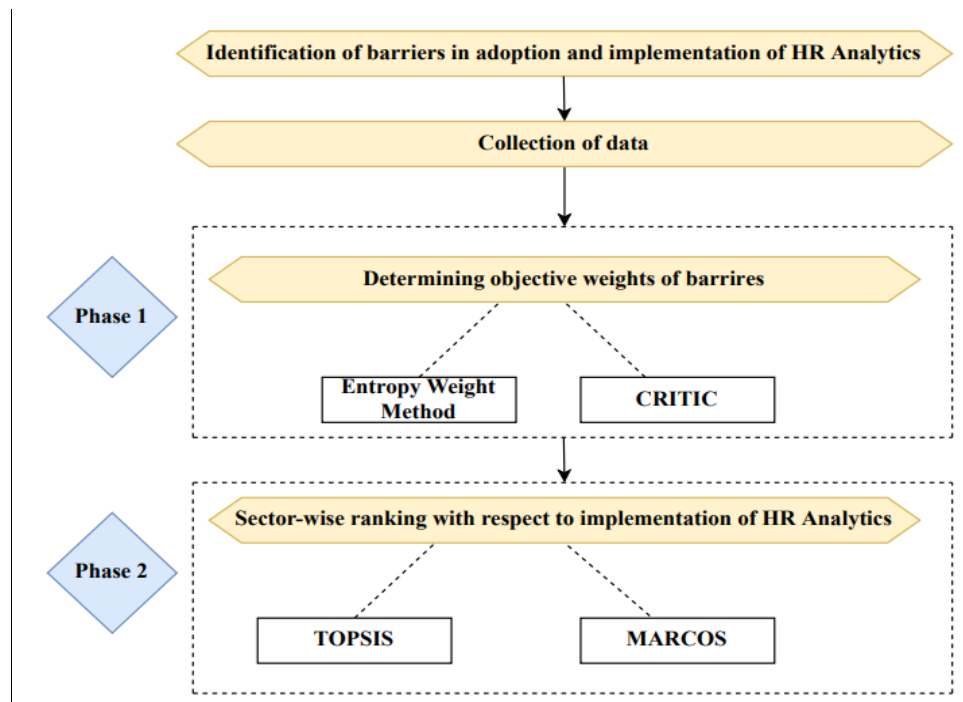 Identification of barriers in adoption and implementation of HR Analytics
Collection of data
Determining objective weights of barrires
Phase 1
Entropy Weight
Method
CRITIC
Sector-wise ranking with respect to implementation of HR Analytics
Phase 2
TOPSIS
MARCOS